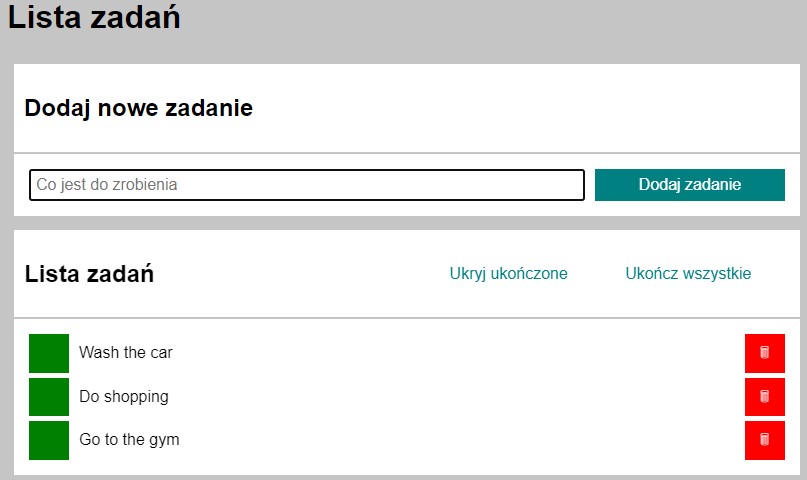 Lista zadań
Dodaj nowe zadanie
Co jest do zrobienia
Dodaj zadanie
Lista zadań
Ukryj ukończone
Ukończ wszystkie
Wash the car
Do shopping
Go to the gym